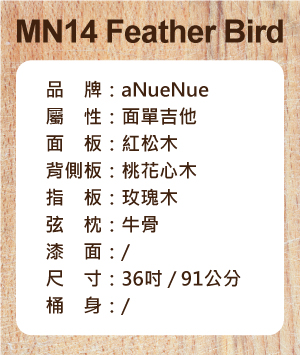 MN14 Feather Bird
品　牌：aNueNue
屬　性：面單吉他
面　板：紅松木
背側板：桃花心木
指　板：玫瑰木
弦　枕：牛骨
漆　面：/
尺　寸：36吋 / 91公分
桶　身：/